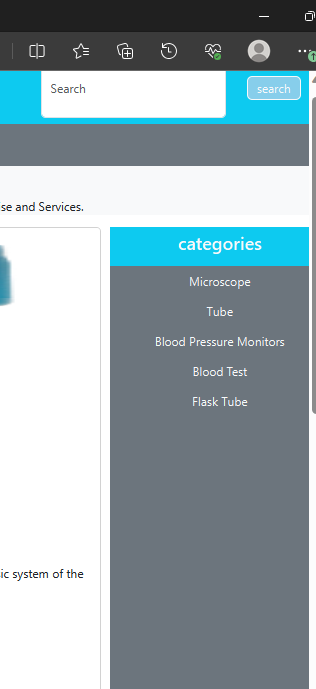 Search
search
se and Services.
categories
Microscope
Tube
Blood Pressure Monitors
Blood Test
Flask Tube
ic system of the